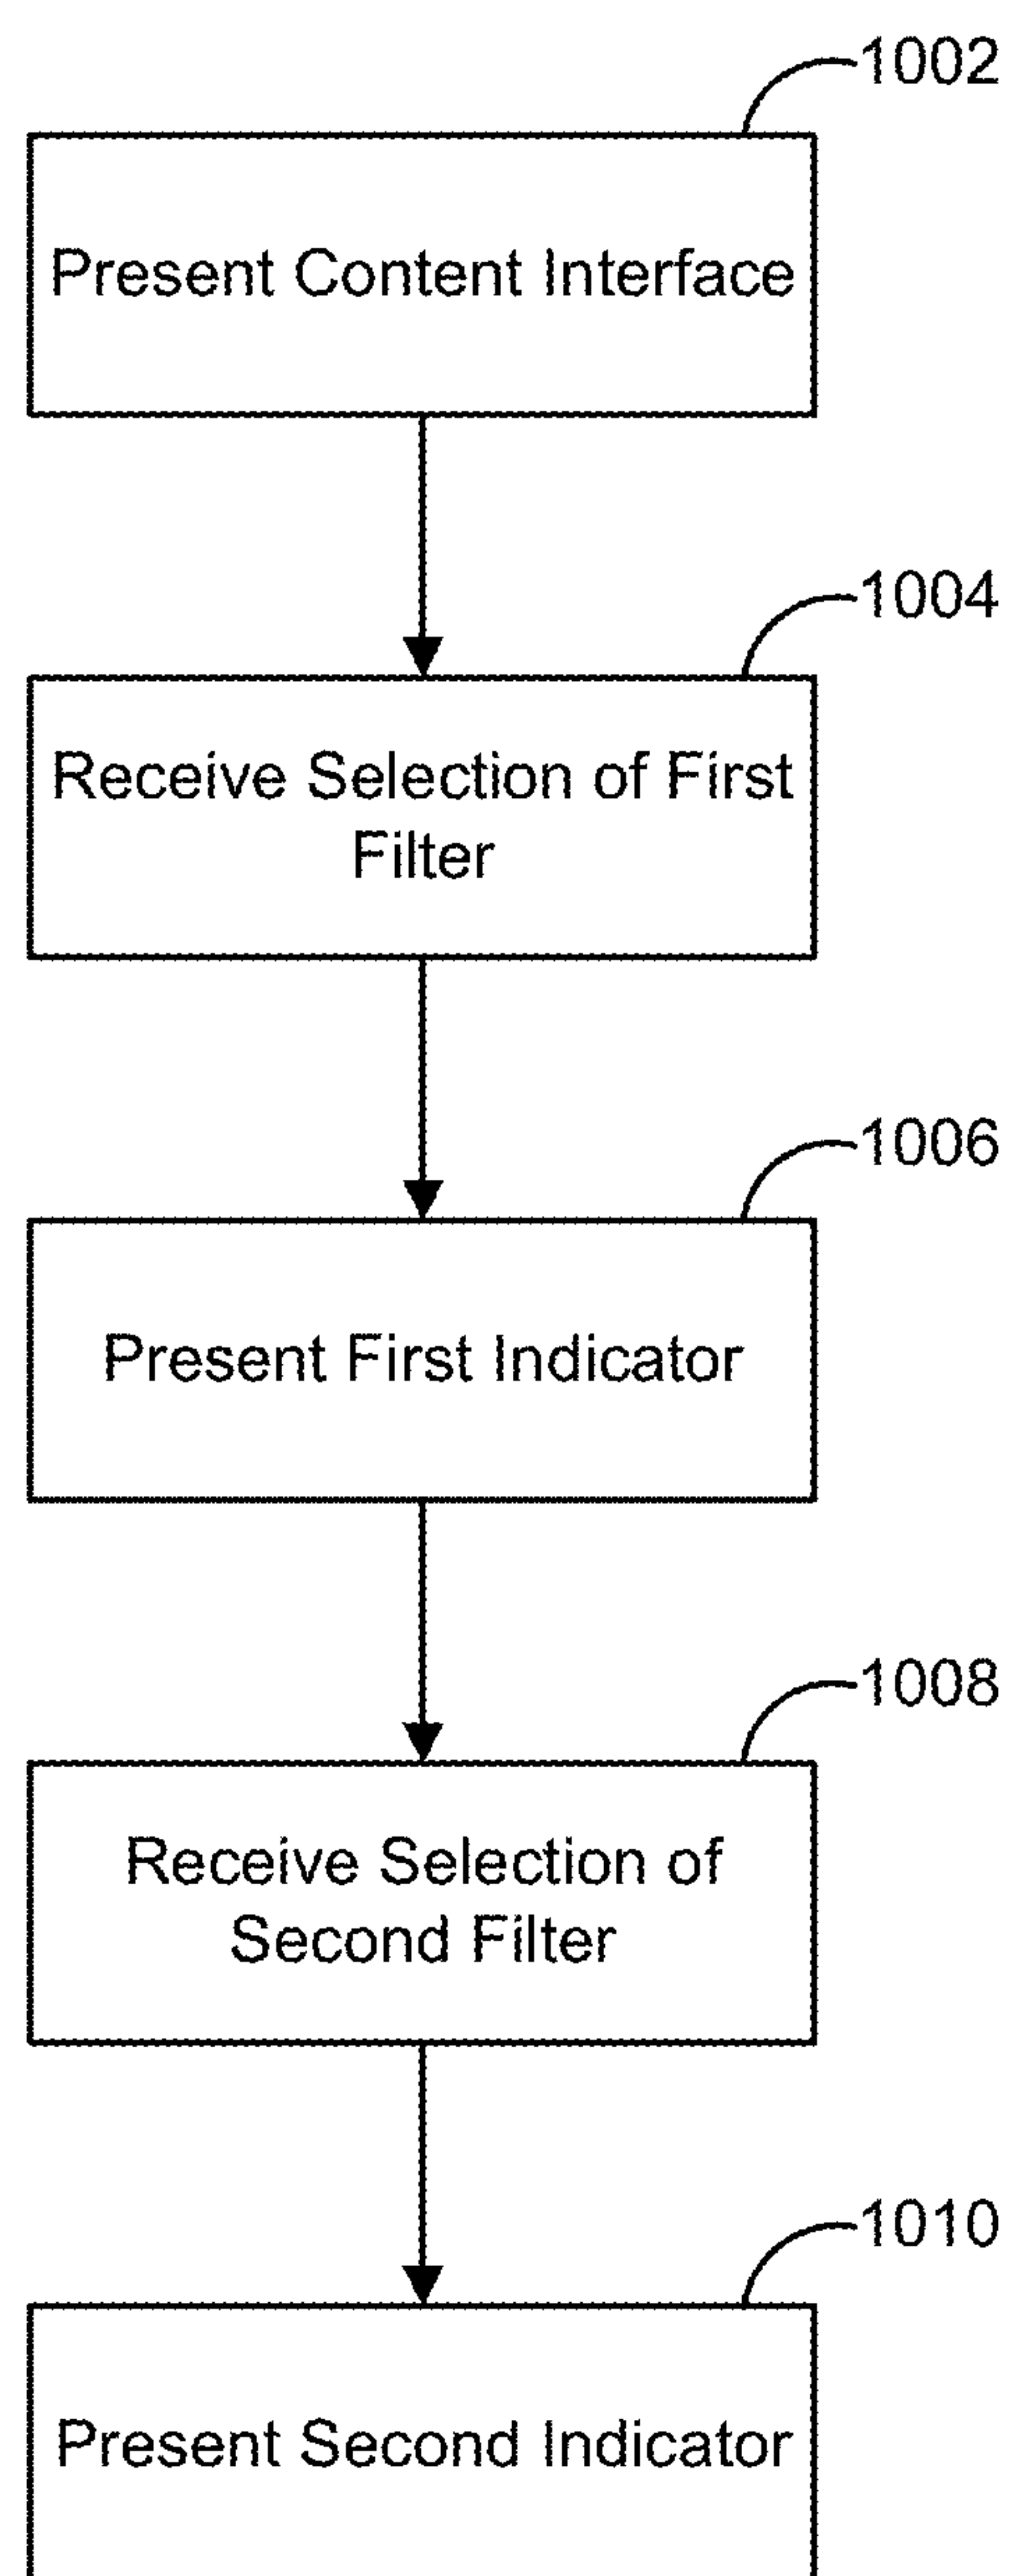 1002
Present Content Interface
1004
Receive Selection of First
Filter
1006
Present First Indicator
1008
Receive Selection of
Second Filter
1010
Present Second Indicator